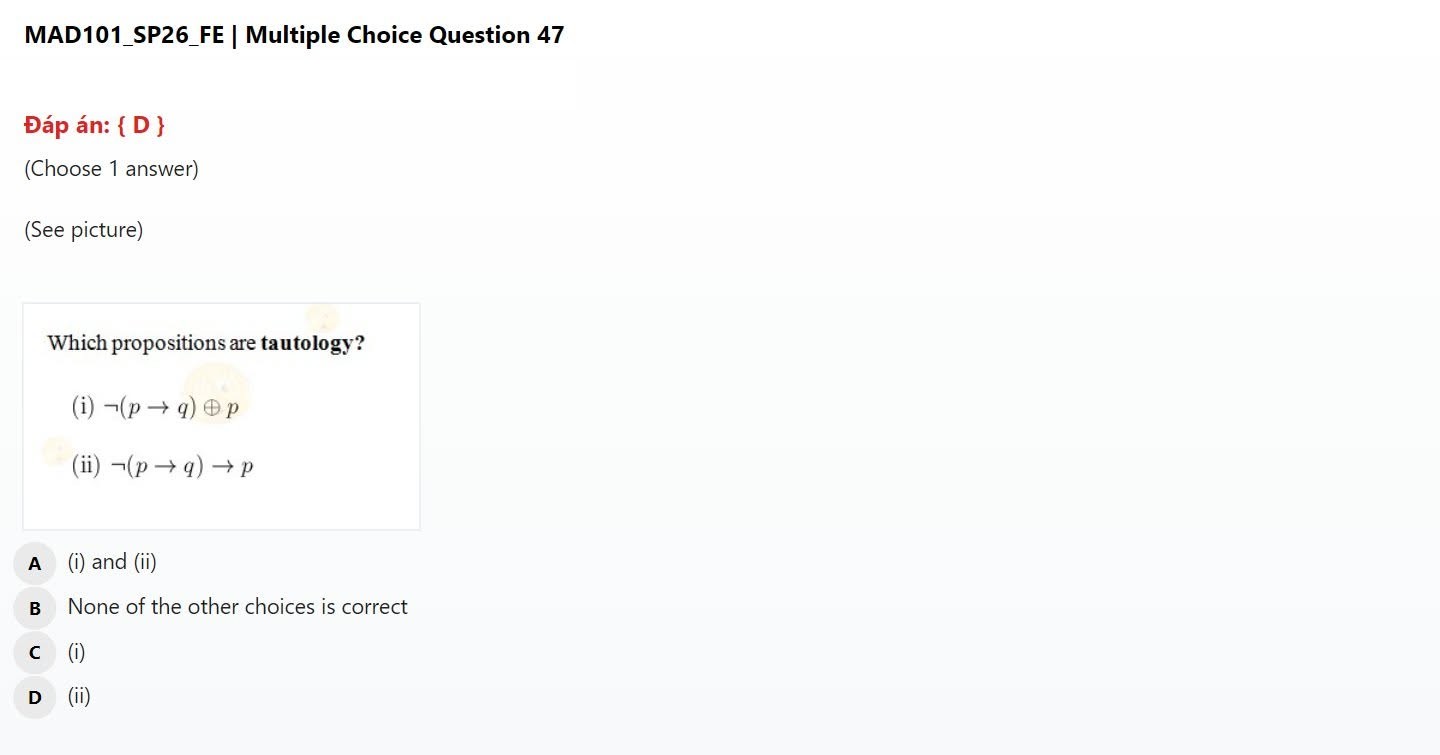 MAD101_SP26_FE | Multiple Choice Question 47
Đáp án: { D }
(Choose 1 answer)
(See picture)
Which propositions are tautology?
(i) ¬(p → q) ⊕ p
(ii) ¬(p → q) → p
A (i) and (ii)
B None of the other choices is correct
C (i)
D (ii)